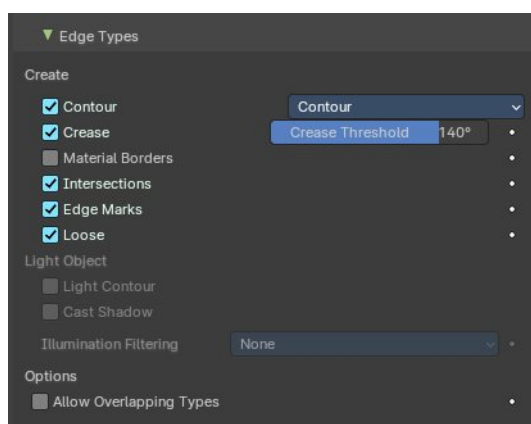 Edge Types
Create
Contour Contour
Crease Crease Threshold 140°
Material Borders
Intersections
Edge Marks
Loose
Light Object
Light Contour
Cast Shadow
Illumination Filtering None
Options
Allow Overlapping Types